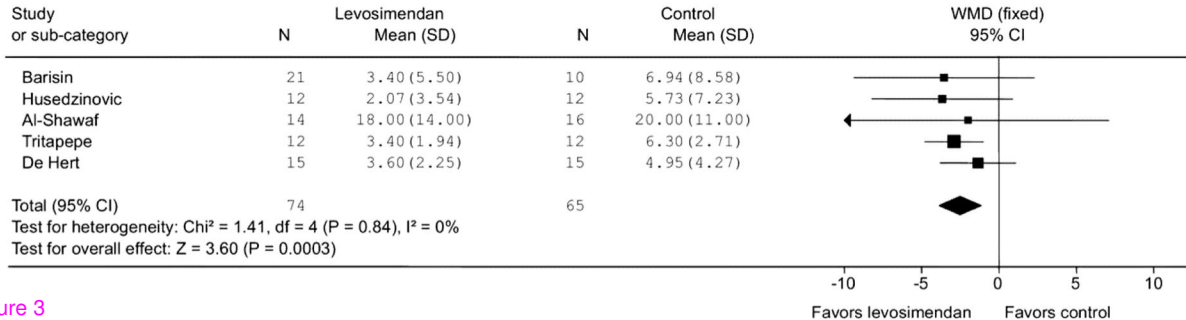 Study Levosimendan Control WMD (fixed)
or sub-category N Mean (SD) N Mean (SD) 95% CI
Barisin 21 3.40(5.50) 10 6.94(8.58)
Husedzinovic 12 2.07(3.54) 12 5.73(7.23)
Al-Shawaf 14 18.00(14.00) 16 20.00(11.00)
Tritapepe 12 3.40(1.94) 12 6.30(2.71)
De Hert 15 3.60(2.25) 15 4.95(4.27)
Total (95% CI) 74 65
Test for heterogeneity: Chi² = 1.41, df = 4 (P = 0.84), I² = 0%
Test for overall effect: Z = 3.60 (P = 0.0003)
-10 -5 0 5 10
Favors levosimendan Favors control
ure 3